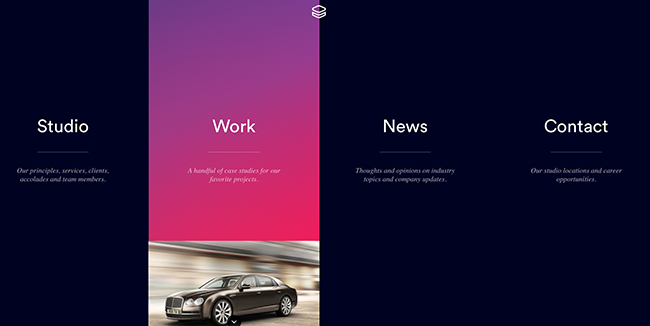 Studio
Our principles, services, clients,
accolades and team members.
Work
A handful of case studies for our
favorite projects.
News
Thoughts and opinions on industry
topics and company updates.
Contact
Our studio locations and career
opportunities.